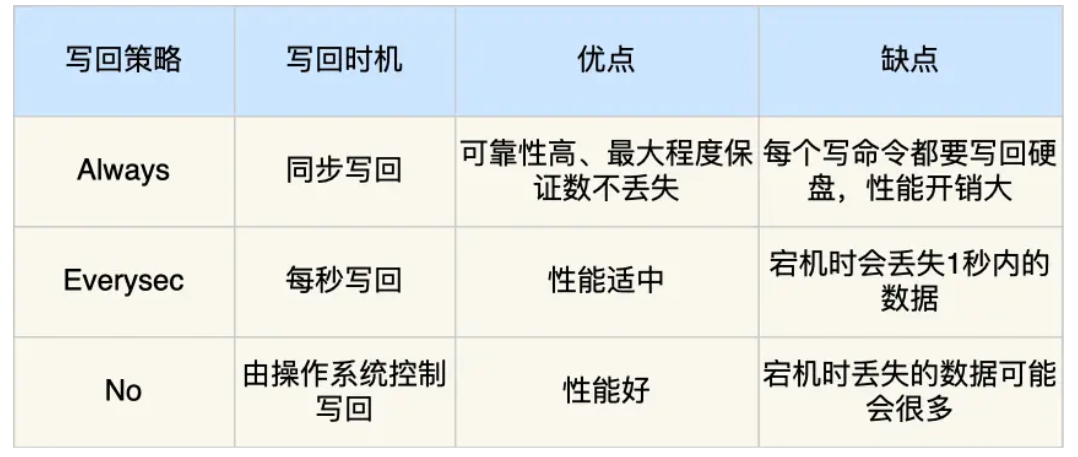 写回策略 写回时机 优点 缺点
Always 同步写回 可靠性高、最大程度保证数不丢失 每个写命令都要写回硬盘，性能开销大
Everysec 每秒写回 性能适中 宕机时会丢失1秒内的数据
No 由操作系统控制写回 性能好 宕机时丢失的数据可能会很多